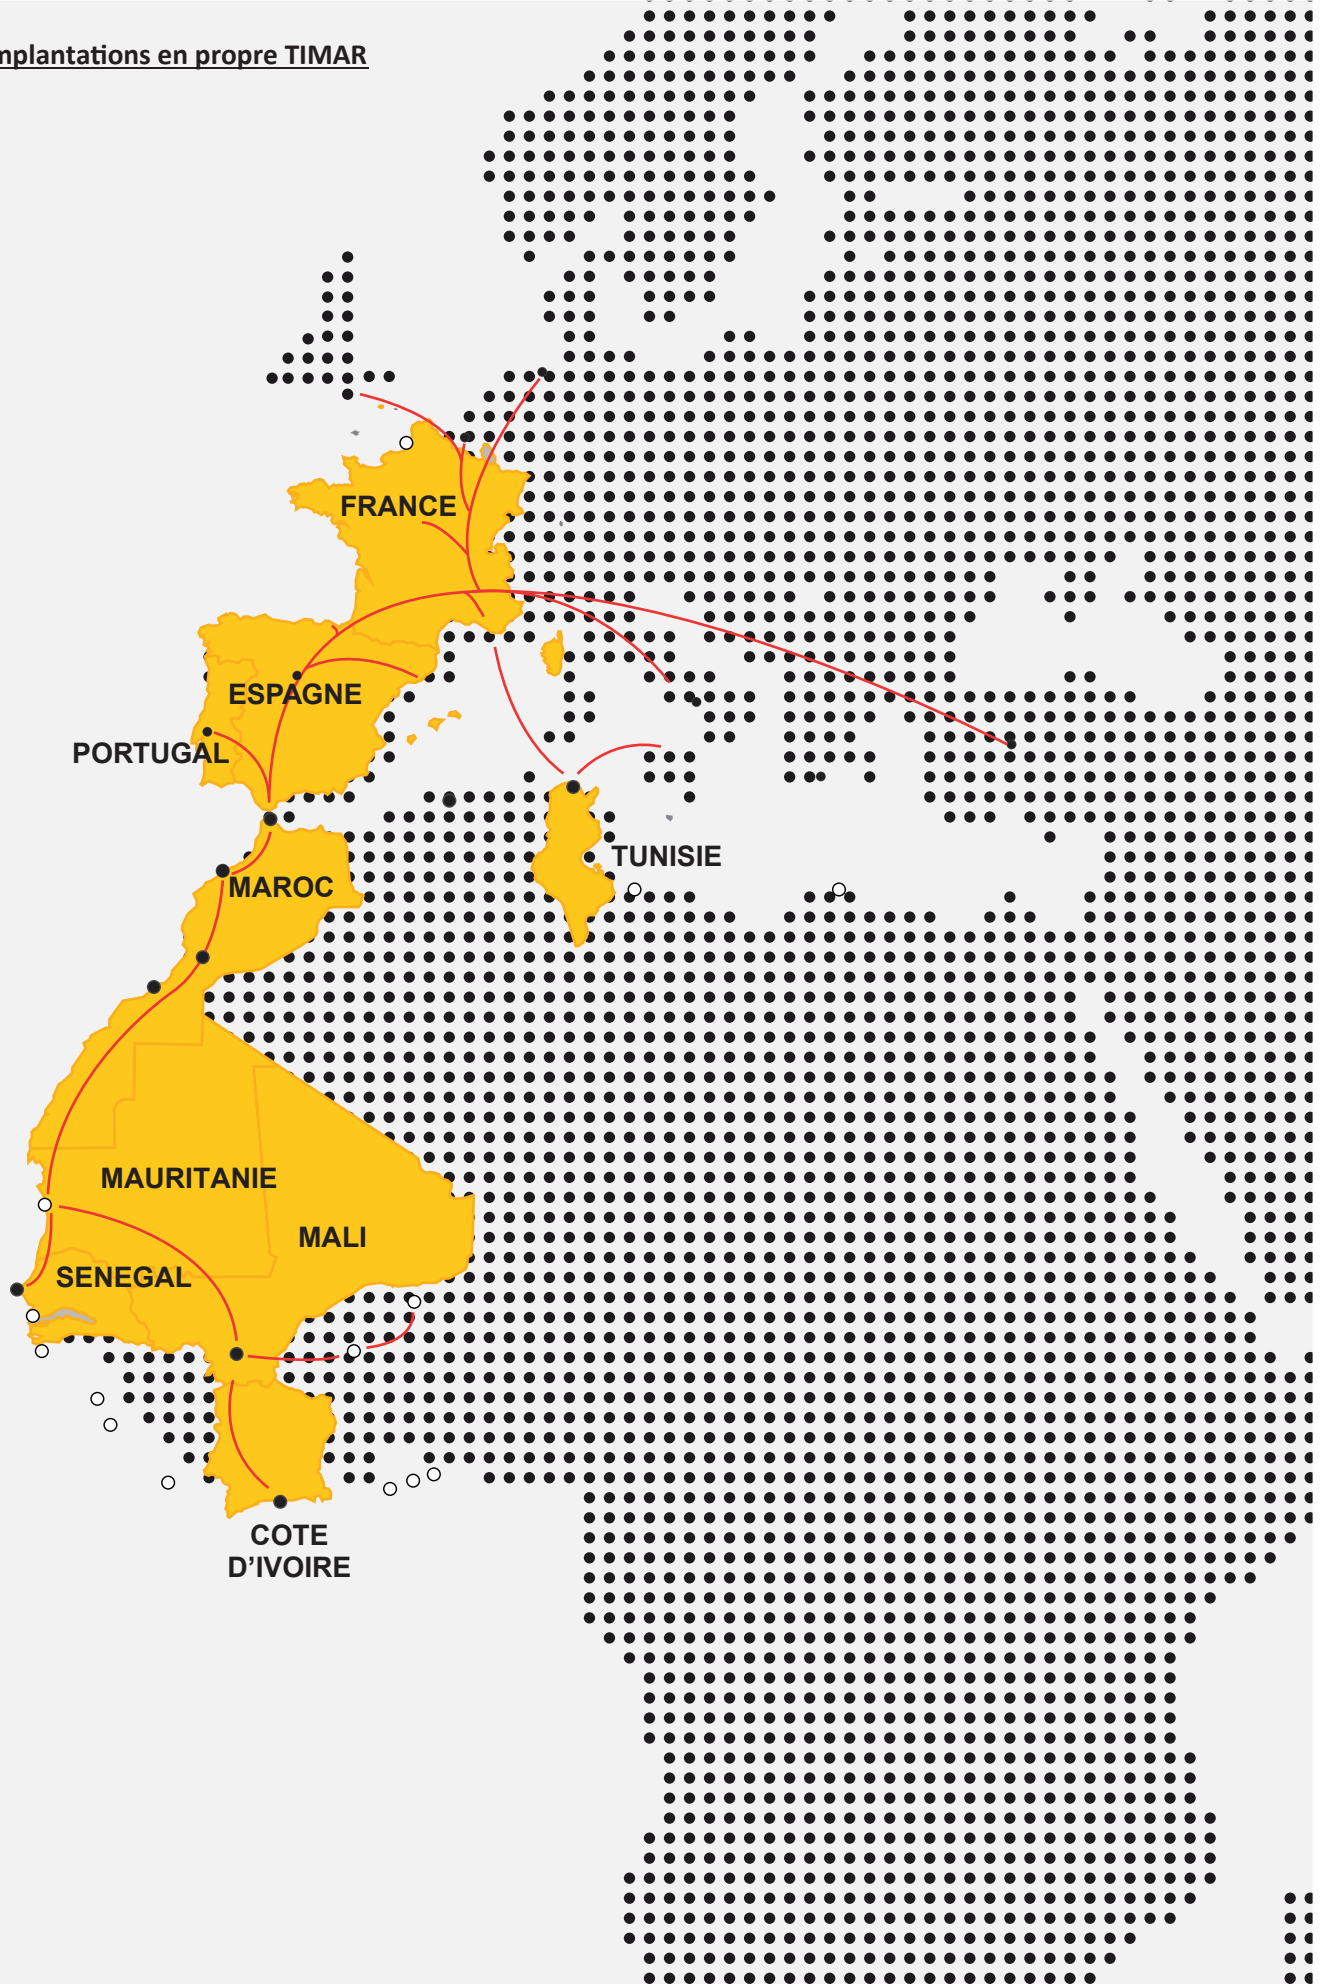 mplantations en propre TIMAR
FRANCE
ESPAGNE
PORTUGAL
TUNISIE
MAROC
MAURITANIE
MALI
SENEGAL
COTE
D'IVOIRE